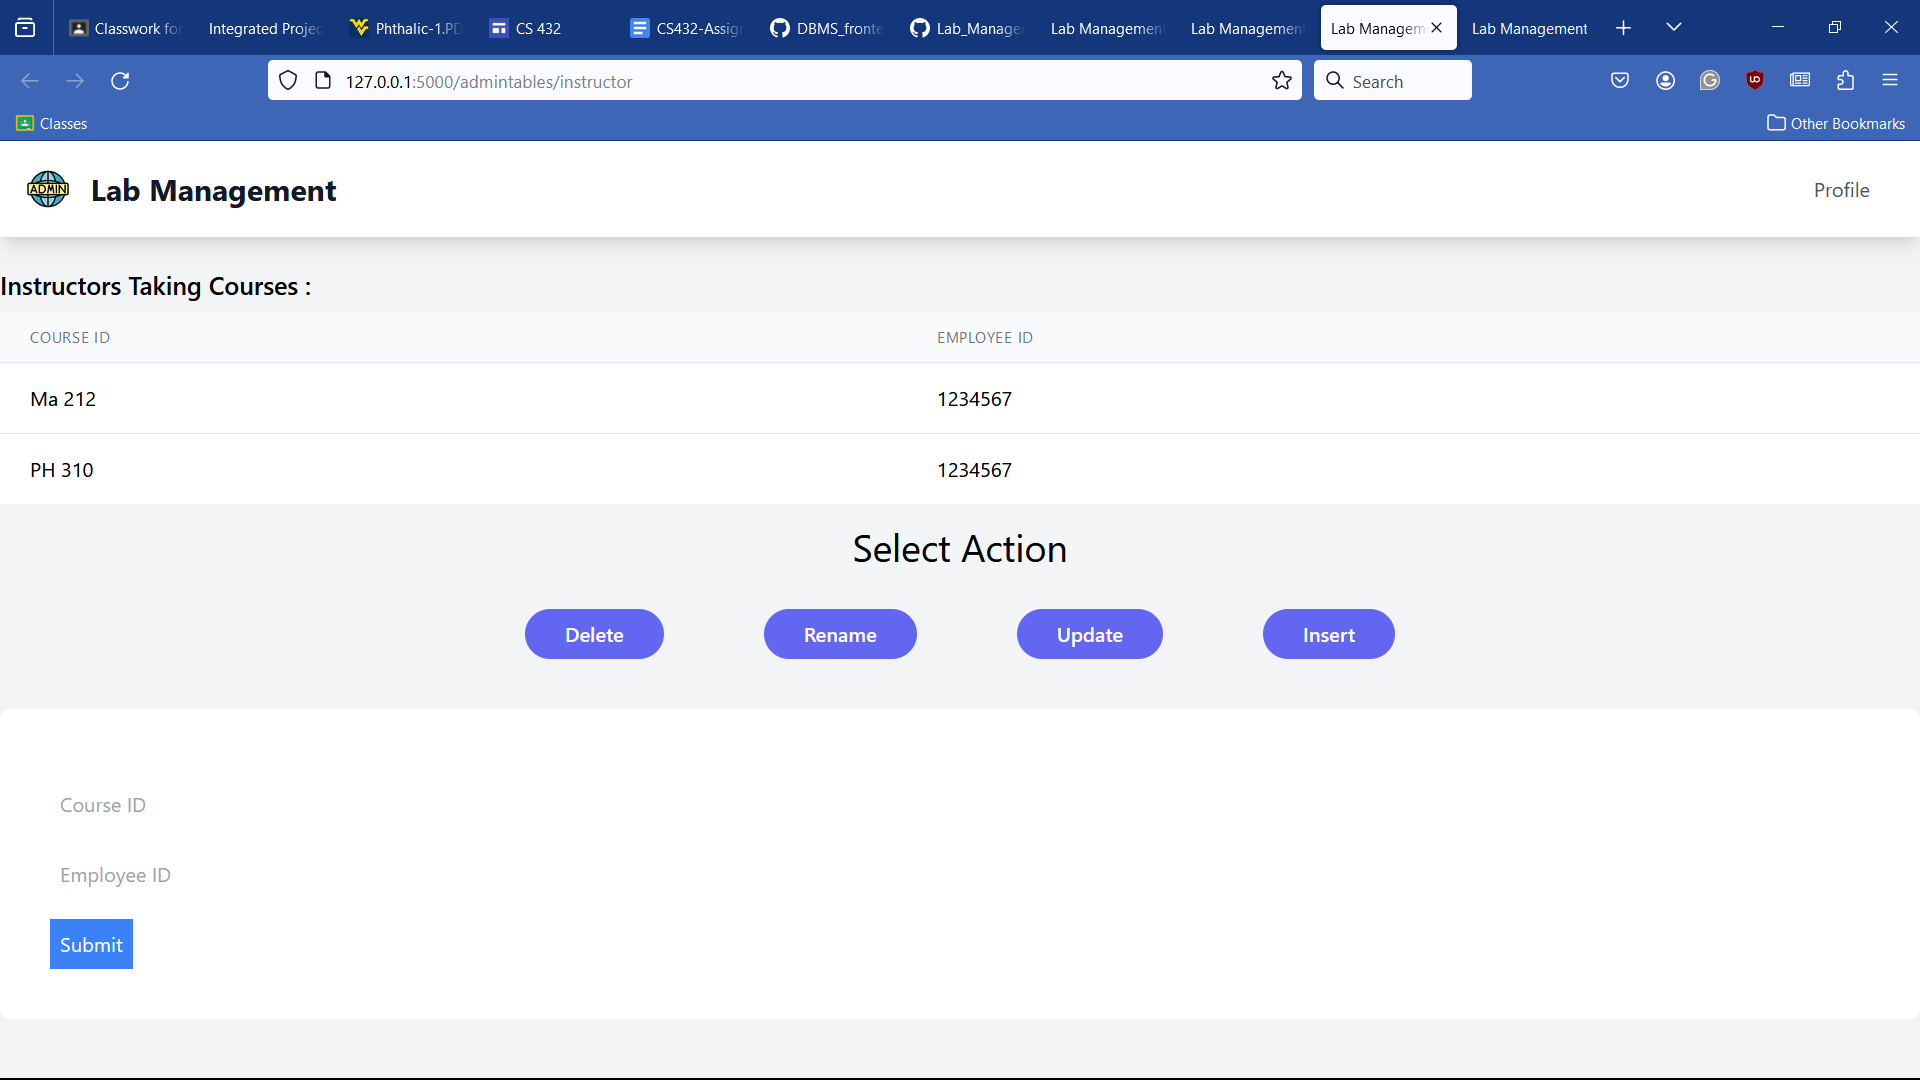 Classwork for
Integrated Projec
Phthalic-1.PD
CS 432
CS432-Assig
DBMS_fronte
Lab_Manage
Lab Management
Lab Management
Lab Managem
Lab Management
127.0.0.1:5000/admintables/instructor
Search
Classes
Other Bookmarks
ADMIN
Lab Management
Profile
Instructors Taking Courses :
COURSE ID EMPLOYEE ID
Ma 212 1234567
PH 310 1234567
Select Action
Delete Rename Update Insert
Course ID
Employee ID
Submit